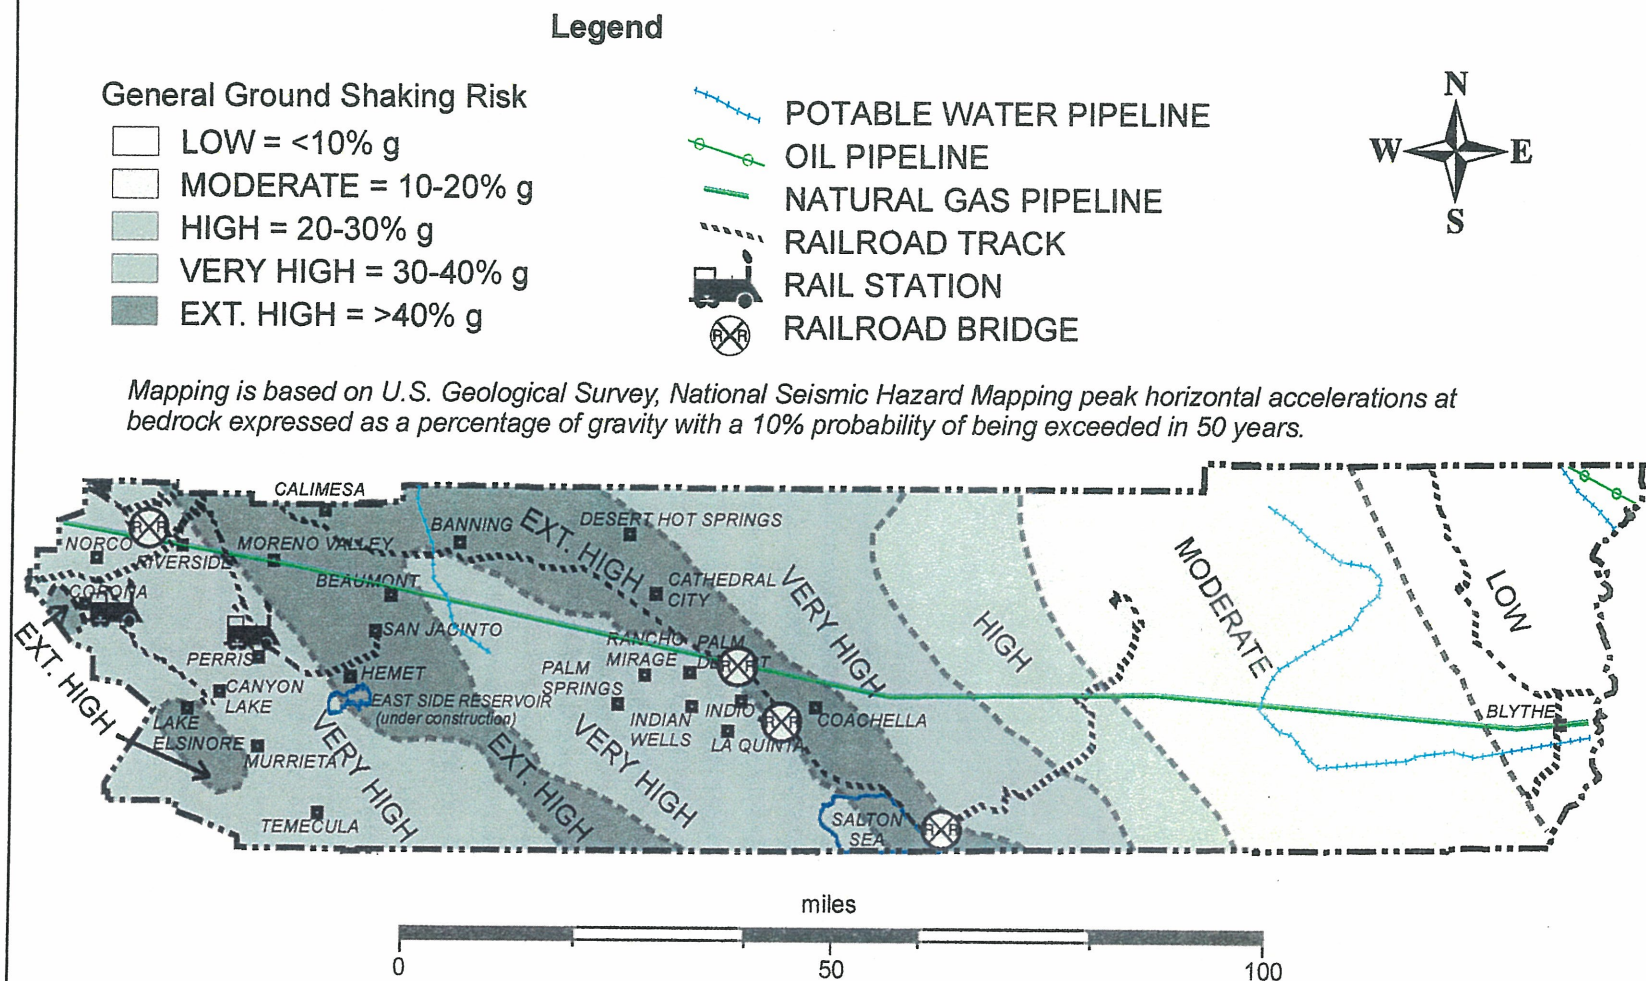 Legend
General Ground Shaking Risk
LOW = <10% g
MODERATE = 10-20% g
HIGH = 20-30% g
VERY HIGH = 30-40% g
EXT. HIGH = >40% g
POTABLE WATER PIPELINE
OIL PIPELINE
NATURAL GAS PIPELINE
RAILROAD TRACK
RAIL STATION
R R
RAILROAD BRIDGE
N
W E
S
Mapping is based on U.S. Geological Survey, National Seismic Hazard Mapping peak horizontal accelerations at
bedrock expressed as a percentage of gravity with a 10% probability of being exceeded in 50 years.
CALIMESA
BANNING
EXT. HIGH
DESERT HOT SPRINGS
R R
NORCO
RIVERSIDE
MORENO VALLEY
BEAUMONT
CATHEDRAL
CITY
VERY HIGH
HIGH
MODERATE
LOW
CORONA
EXT. HIGH
SAN JACINTO
PERRIS
HEMET
RANCHO
MIRAGE
PALM
DESERT
R R
PALM
SPRINGS
CANYON
LAKE
EAST SIDE RESERVOIR
(under construction)
INDIAN
WELLS
INDIO
R R
LA QUINTA
COACHELLA
BLYTHE
LAKE
ELSINORE
MURRIETA
VERY HIGH
EXT. HIGH
VERY HIGH
TEMECULA
SALTON
SEA
R R
miles
0 50 100